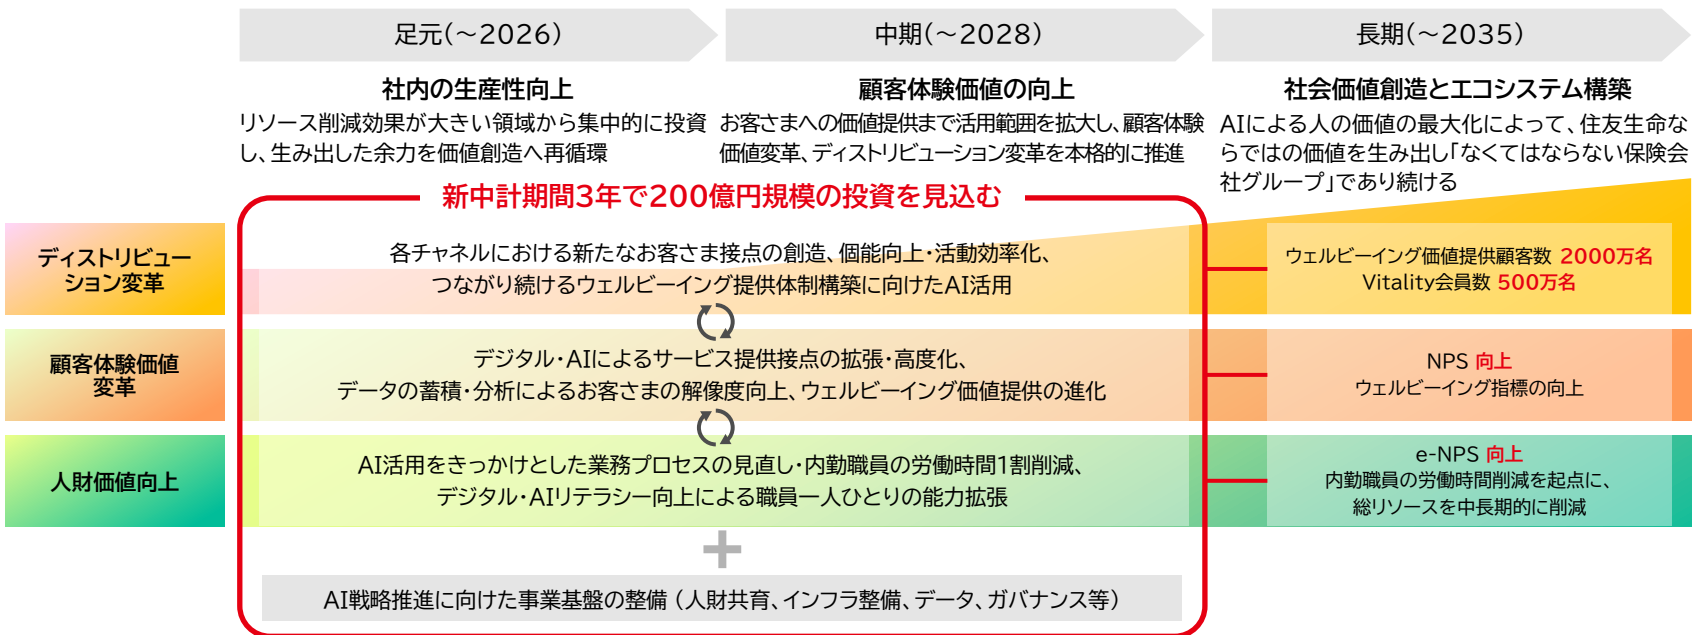 足元(～2026)
中期(～2028)
長期(～2035)
社内の生産性向上
リソース削減効果が大きい領域から集中的に投資
し、生み出した余力を価値創造へ再循環
顧客体験価値の向上
お客さまへの価値提供まで活用範囲を拡大し、顧客体験
価値変革、ディストリビューション変革を本格的に推進
社会価値創造とエコシステム構築
AIによる人の価値の最大化によって、住友生命な
らではの価値を生み出し「なくてはならない保険会
社グループ」であり続ける
新中計期間3年で200億円規模の投資を見込む
ディストリビュー
ション変革
各チャネルにおける新たなお客さま接点の創造、個能向上・活動効率化、
つながり続けるウェルビーイング提供体制構築に向けたAI活用
ウェルビーイング価値提供顧客数 2000万名
Vitality会員数 500万名
顧客体験価値
変革
デジタル・AIによるサービス提供接点の拡張・高度化、
データの蓄積・分析によるお客さまの解像度向上、ウェルビーイング価値提供の進化
NPS 向上
ウェルビーイング指標の向上
人財価値向上
AI活用をきっかけとした業務プロセスの見直し・内勤職員の労働時間1割削減、
デジタル・AIリテラシー向上による職員一人ひとりの能力拡張
e-NPS 向上
内勤職員の労働時間削減を起点に、
総リソースを中長期的に削減
AI戦略推進に向けた事業基盤の整備（人財共育、インフラ整備、データ、ガバナンス等）